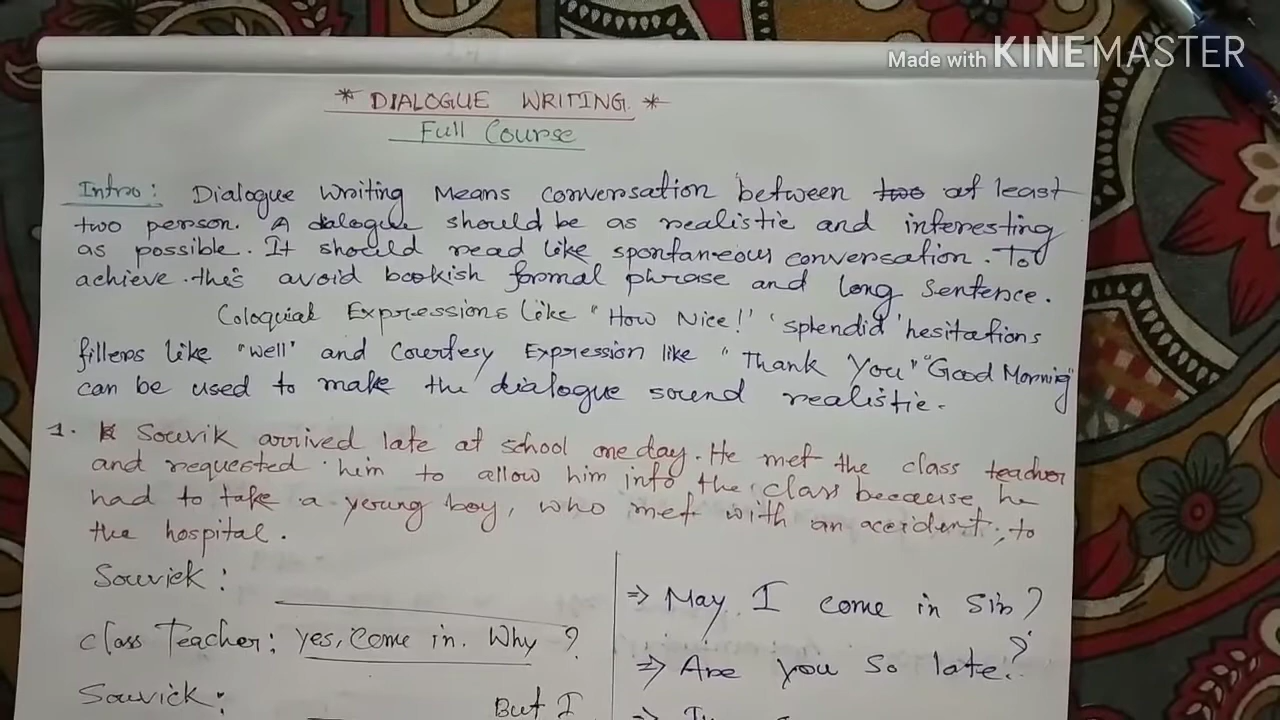 Made with KINEMASTER
* DIALOGUE WRITING. *
Full Course
Intro: Dialogue Writing Means conversation between two at least
two person. A dalogue should be as realistic and interesting
as possible. It should read like spontaneous conversation. To
achieve this avoid bookish formal phrase and long sentence.
Coloquial Expressions like "How Nice!" 'splendid' hesitations
fillers like "well" and Courtesy Expression like "Thank You" "Good Mornig"
can be used to make the dialogue sound realistic.
1. Souvik arrived late at school one day. He met the class teacher
and requested him to allow him into the class because he
had to take a yerung boy, who met with an accident, to
the hospital.
Souvick:
⇒ May I come in Sir?
Class Teacher: Yes, Come in. Why ?
⇒ Are you so late?
Souvick: But I